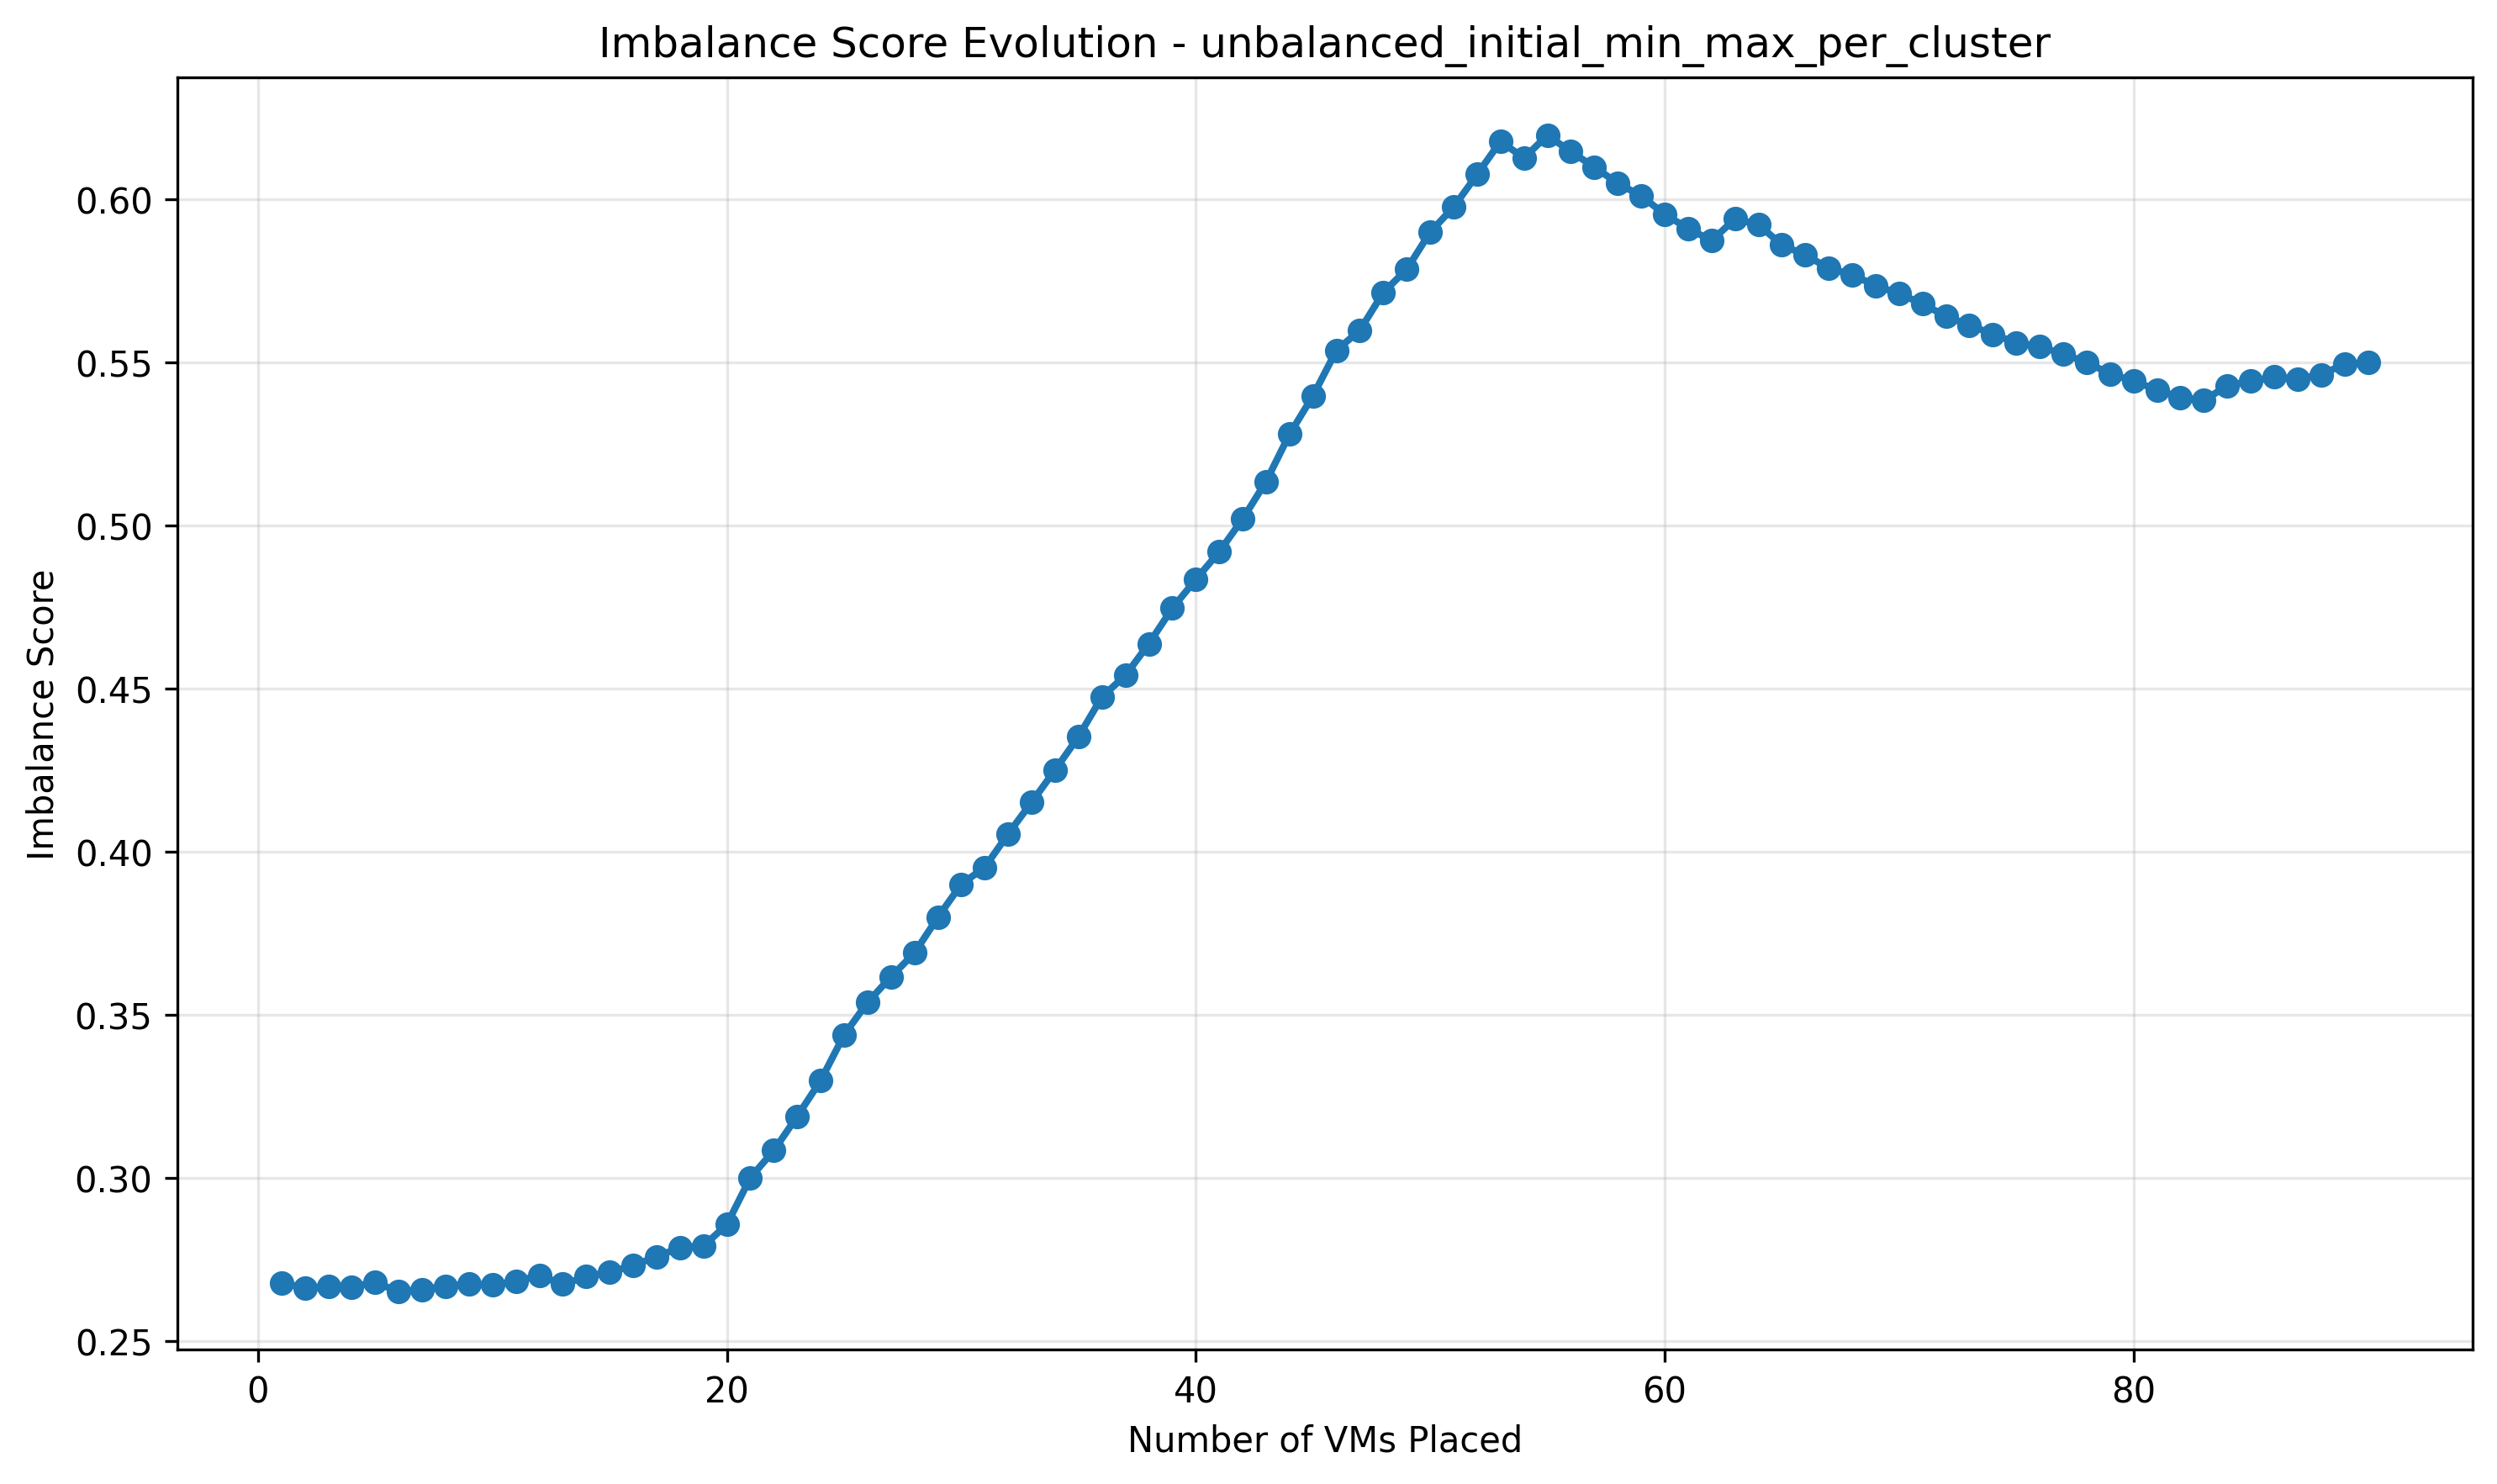 Imbalance Score Evolution - unbalanced_initial_min_max_per_cluster
Imbalance Score
0.60
0.55
0.50
0.45
0.40
0.35
0.30
0.25
0 20 40 60 80
Number of VMs Placed